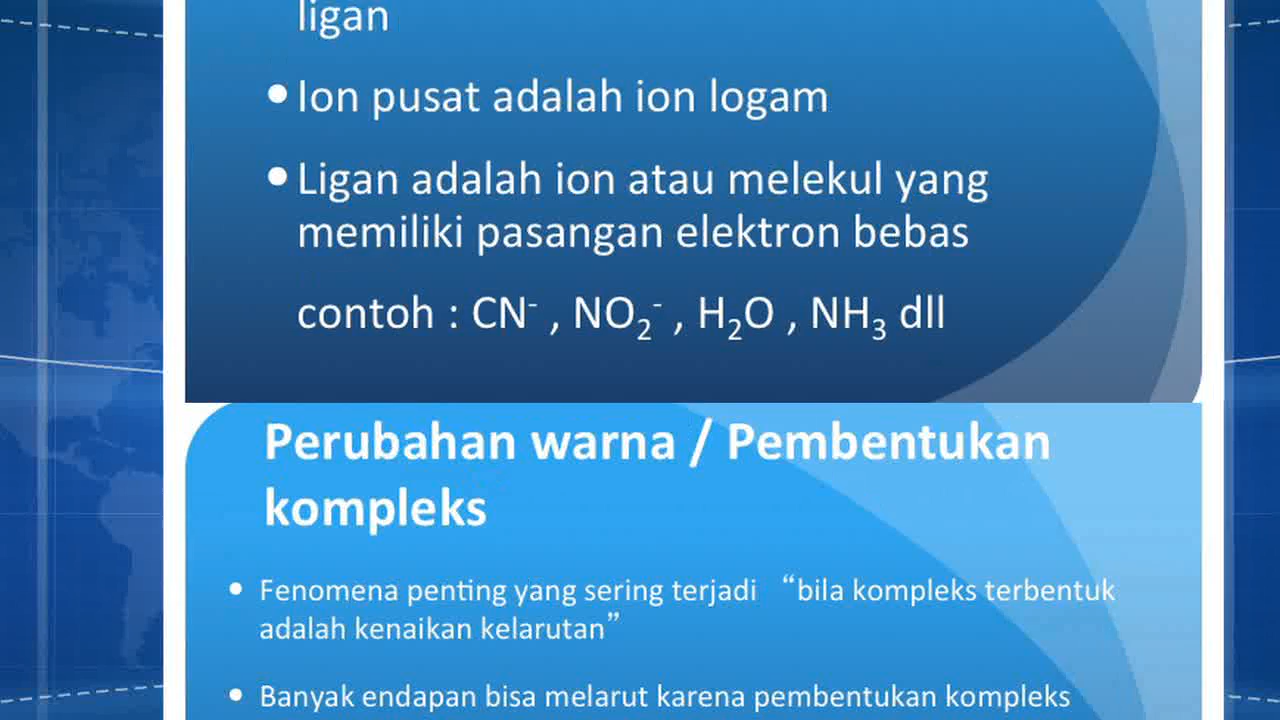 ligan
• Ion pusat adalah ion logam
• Ligan adalah ion atau melekul yang
memiliki pasangan elektron bebas
contoh : CN⁻ , NO₂⁻ , H₂O , NH₃ dll
Perubahan warna / Pembentukan
kompleks
• Fenomena penting yang sering terjadi “bila kompleks terbentuk
adalah kenaikan kelarutan”
• Banyak endapan bisa melarut karena pembentukan kompleks